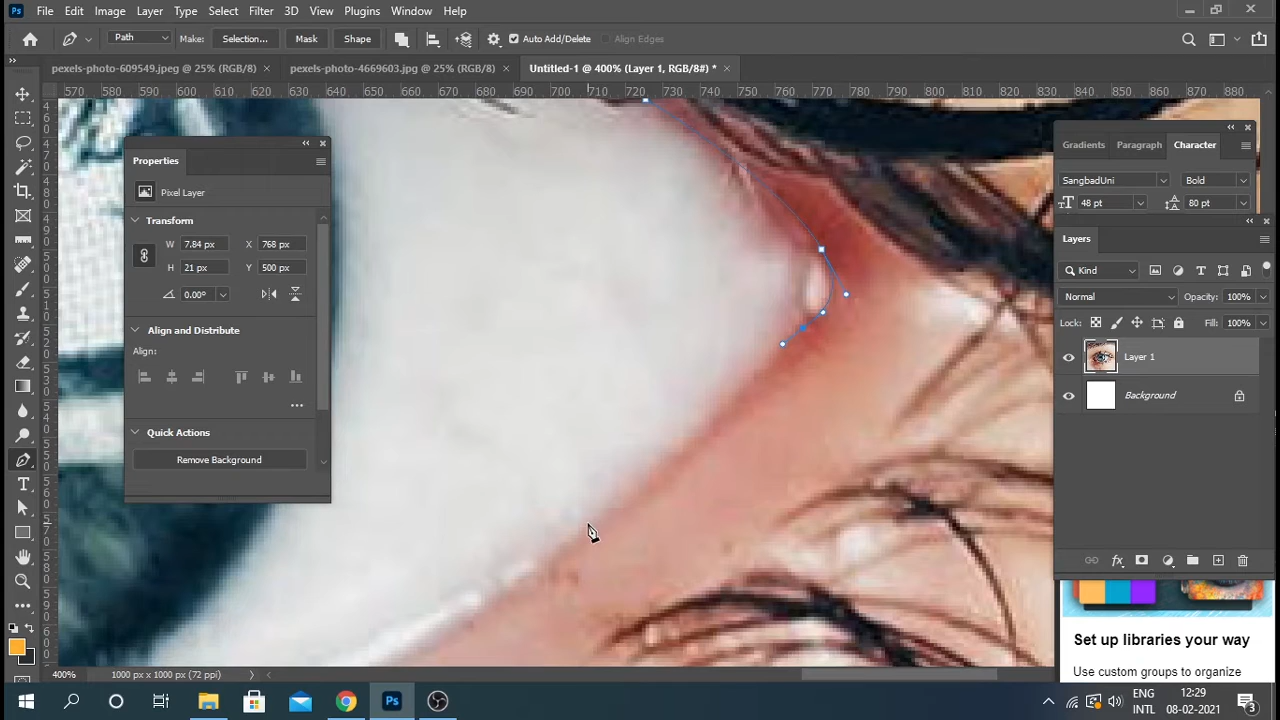 Ps File Edit Image Layer Type Select Filter 3D View Plugins Window Help
Path Make: Selection... Mask Shape Auto Add/Delete Align Edges
pexels-photo-609549.jpeg @ 25% (RGB/8) × pexels-photo-4669603.jpg @ 25% (RGB/8) × Untitled-1 @ 400% (Layer 1, RGB/8#) * ×
570 580 590 600 610 620 630 640 650 660 670 680 690 700 710 720 730 740 750 760 770 780 790 800 810 820 830 840 850 860 870 880
Properties
Pixel Layer
Transform
W 7.84 px X 768 px
H 21 px Y 500 px
0.00°
Align and Distribute
Align:
Quick Actions
Remove Background
Gradients Paragraph Character
SangbadUni Bold
48 pt 80 pt
Layers
Kind
Normal Opacity: 100%
Lock: Fill: 100%
Layer 1
Background
fx
Set up libraries your way
Use custom groups to organize
400% 1000 px x 1000 px (72 ppi)
Ps
ENG 12:29
INTL 08-02-2021
3